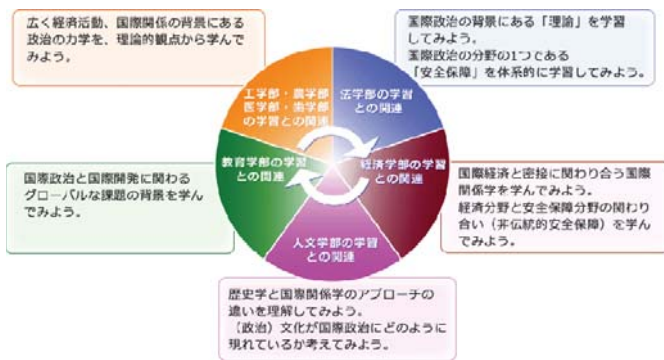 広く経済活動、国際関係の背景にある
政治の力学を、理論的観点から学んで
みよう。
国際政治の背景にある「理論」を学習
してみよう。
国際政治の分野の1つである
「安全保障」を体系的に学習してみよう。
工学部・農学部
医学部・歯学部
の学習との関連
法学部の学習
との関連
教育学部の学習
との関連
経済学部の学習
との関連
人文学部の学習
との関連
国際政治と国際開発に関わる
グローバルな課題の背景を学ん
でみよう。
国際経済と密接に関わり合う国際
関係学を学んでみよう。
経済分野と安全保障分野の関わり
合い（非伝統的安全保障）を学ん
でみよう。
歴史学と国際関係学のアプローチの
違いを理解してみよう。
（政治）文化が国際政治にどのように
現れているか考えてみよう。